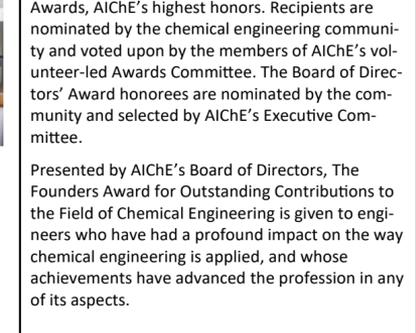 Awards, AIChE’s highest honors. Recipients are
nominated by the chemical engineering communi-
ty and voted upon by the members of AIChE’s vol-
unteer-led Awards Committee. The Board of Direc-
tors’ Award honorees are nominated by the com-
munity and selected by AIChE’s Executive Com-
mittee.
Presented by AIChE’s Board of Directors, The
Founders Award for Outstanding Contributions to
the Field of Chemical Engineering is given to engi-
neers who have had a profound impact on the way
chemical engineering is applied, and whose
achievements have advanced the profession in any
of its aspects.